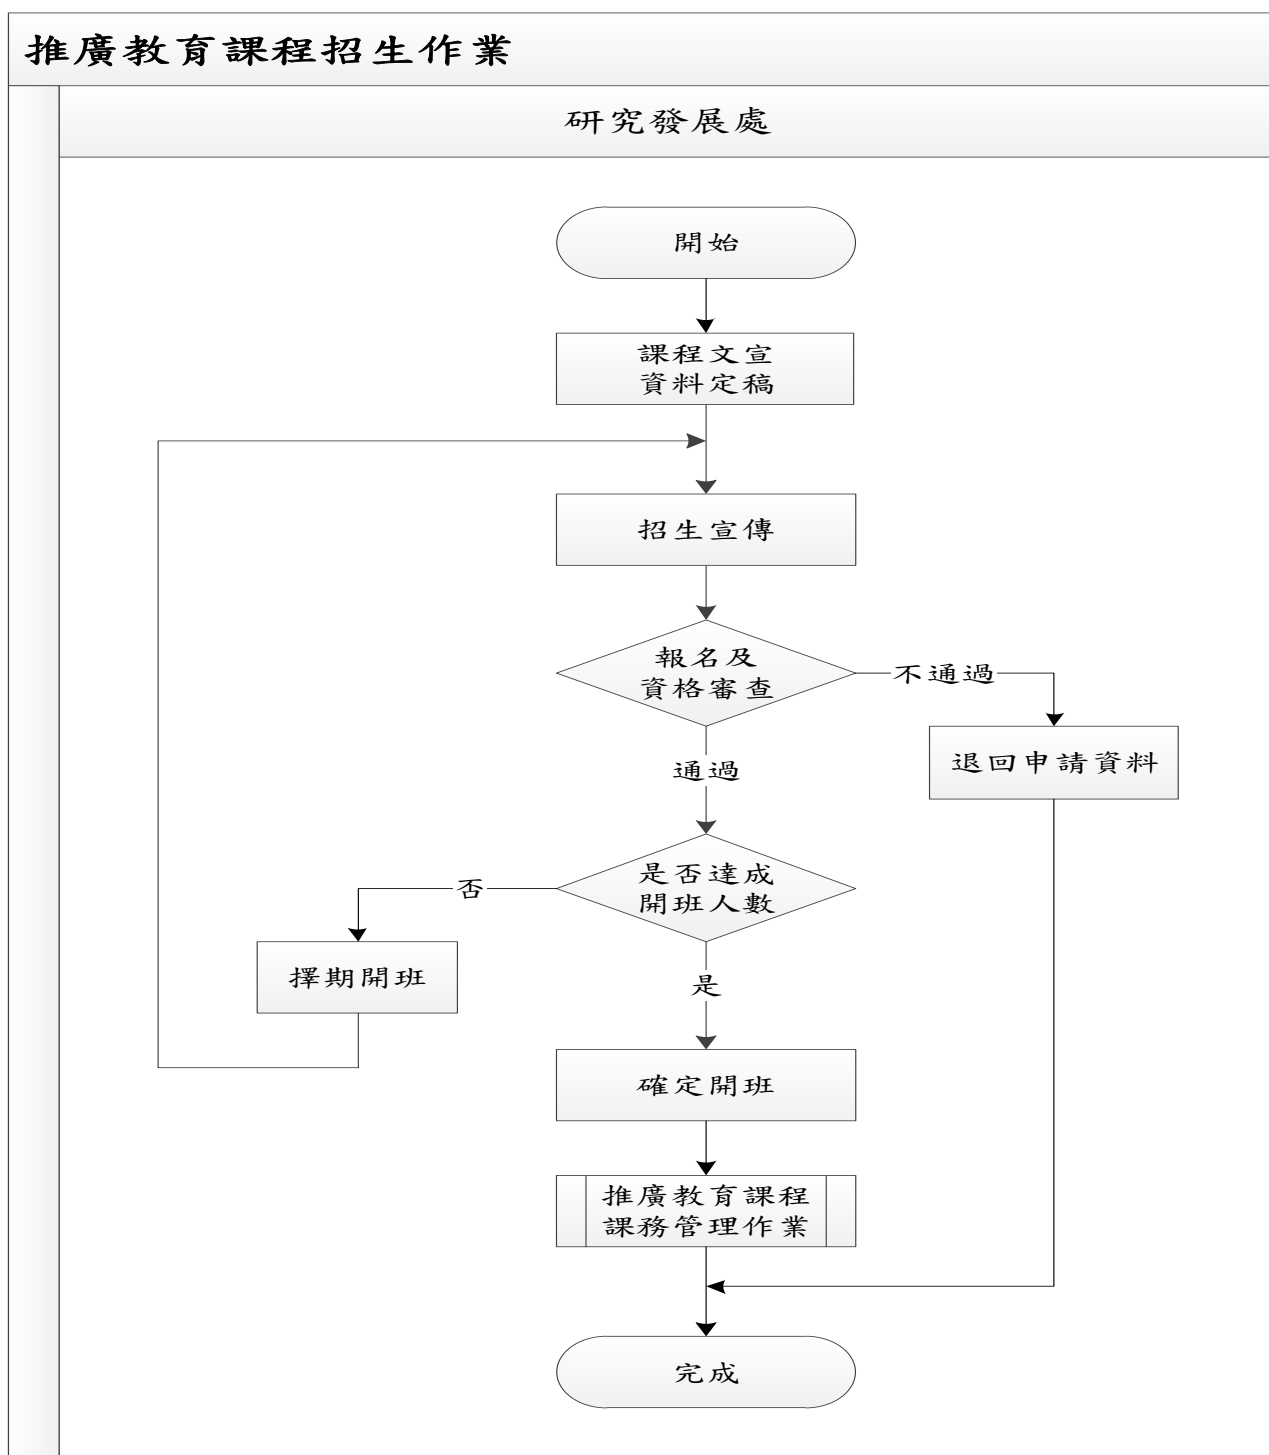 推廣教育課程招生作業
研究發展處
開始
課程文宣
資料定稿
招生宣傳
報名及
資格審查
不通過
退回申請資料
通過
是否達成
開班人數
否
擇期開班
是
確定開班
推廣教育課程
課務管理作業
完成